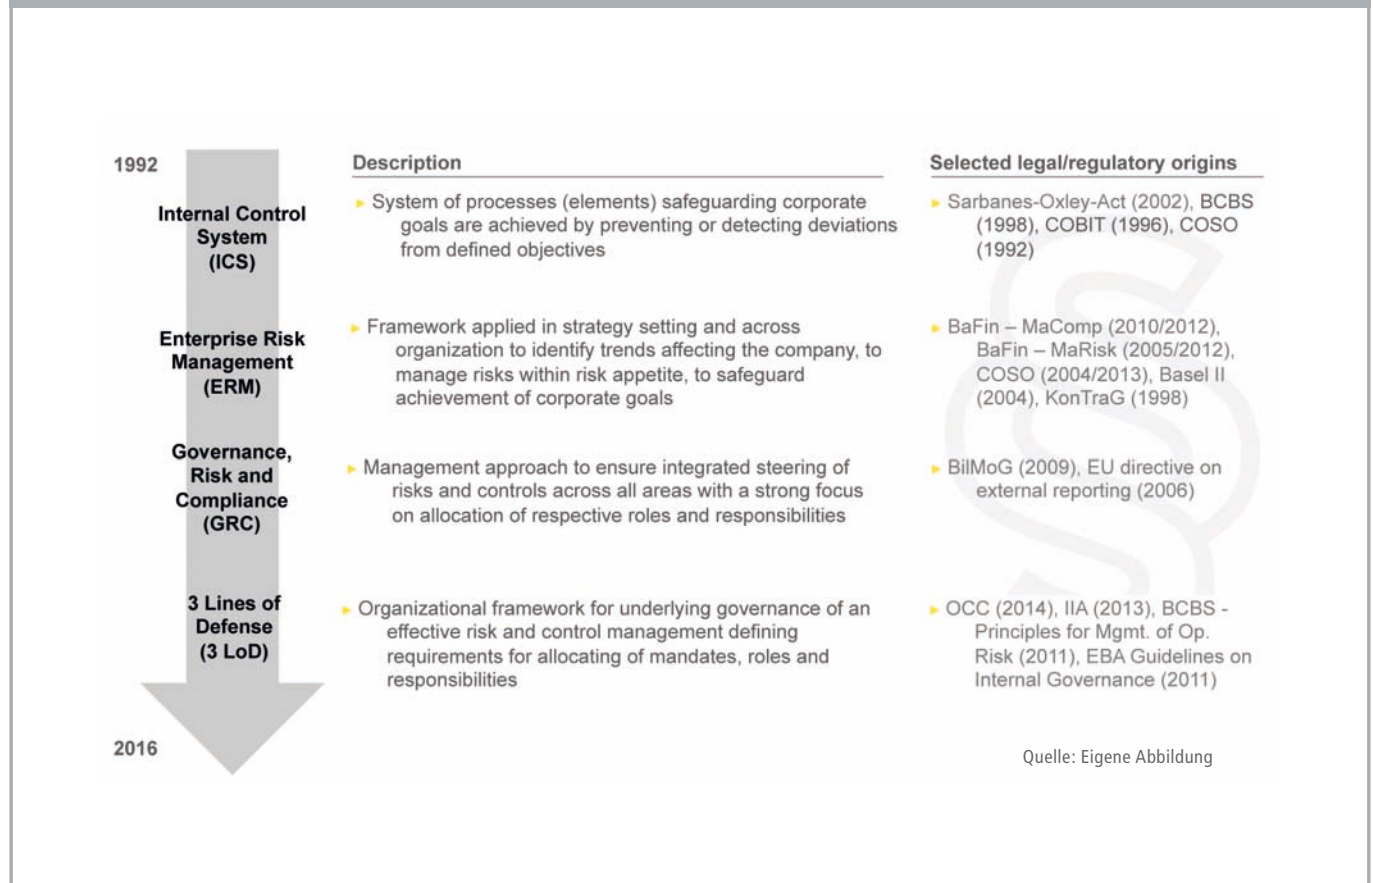 1992
Description
Selected legal/regulatory origins
Internal Control
System
(ICS)
► System of processes (elements) safeguarding corporate
goals are achieved by preventing or detecting deviations
from defined objectives
► Sarbanes-Oxley-Act (2002), BCBS
(1998), COBIT (1996), COSO
(1992)
Enterprise Risk
Management
(ERM)
► Framework applied in strategy setting and across
organization to identify trends affecting the company, to
manage risks within risk appetite, to safeguard
achievement of corporate goals
► BaFin – MaComp (2010/2012),
BaFin – MaRisk (2005/2012),
COSO (2004/2013), Basel II
(2004), KonTraG (1998)
Governance,
Risk and
Compliance
(GRC)
► Management approach to ensure integrated steering of
risks and controls across all areas with a strong focus
on allocation of respective roles and responsibilities
► BilMoG (2009), EU directive on
external reporting (2006)
3 Lines of
Defense
(3 LoD)
► Organizational framework for underlying governance of an
effective risk and control management defining
requirements for allocating of mandates, roles and
responsibilities
► OCC (2014), IIA (2013), BCBS -
Principles for Mgmt. of Op.
Risk (2011), EBA Guidelines on
Internal Governance (2011)
2016
Quelle: Eigene Abbildung